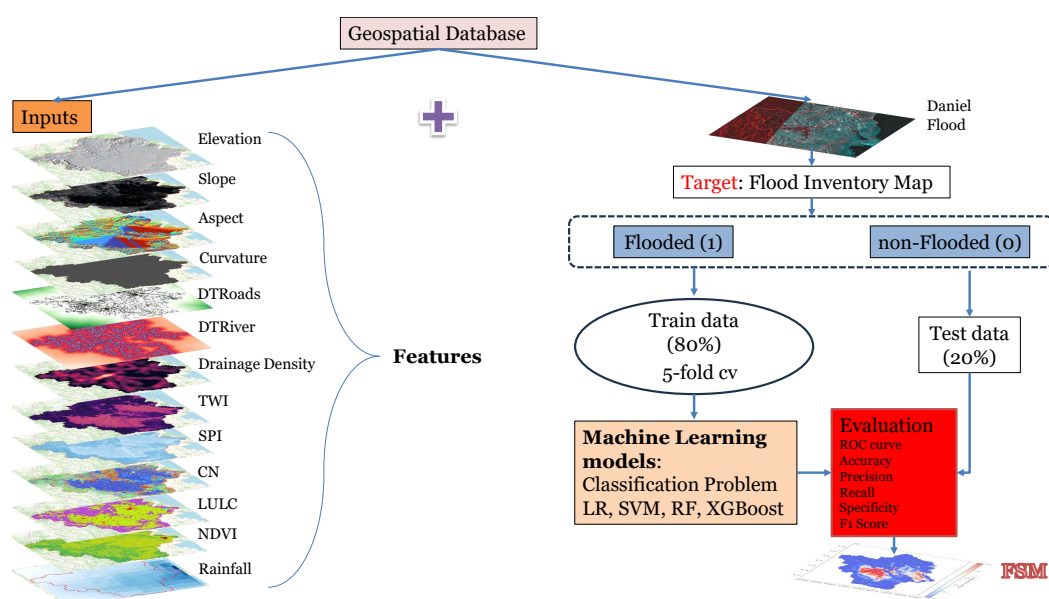 Geospatial Database
Inputs
Elevation
Slope
Aspect
Curvature
DTRoads
DTRiver
Drainage Density
TWI
SPI
CN
LULC
NDVI
Rainfall
Features
Daniel
Flood
Target: Flood Inventory Map
Flooded (1)
non-Flooded (0)
Train data
(80%)
5-fold cv
Test data
(20%)
Machine Learning
models:
Classification Problem
LR, SVM, RF, XGBoost
Evaluation
ROC curve
Accuracy
Precision
Recall
Specificity
F1 Score
FSM